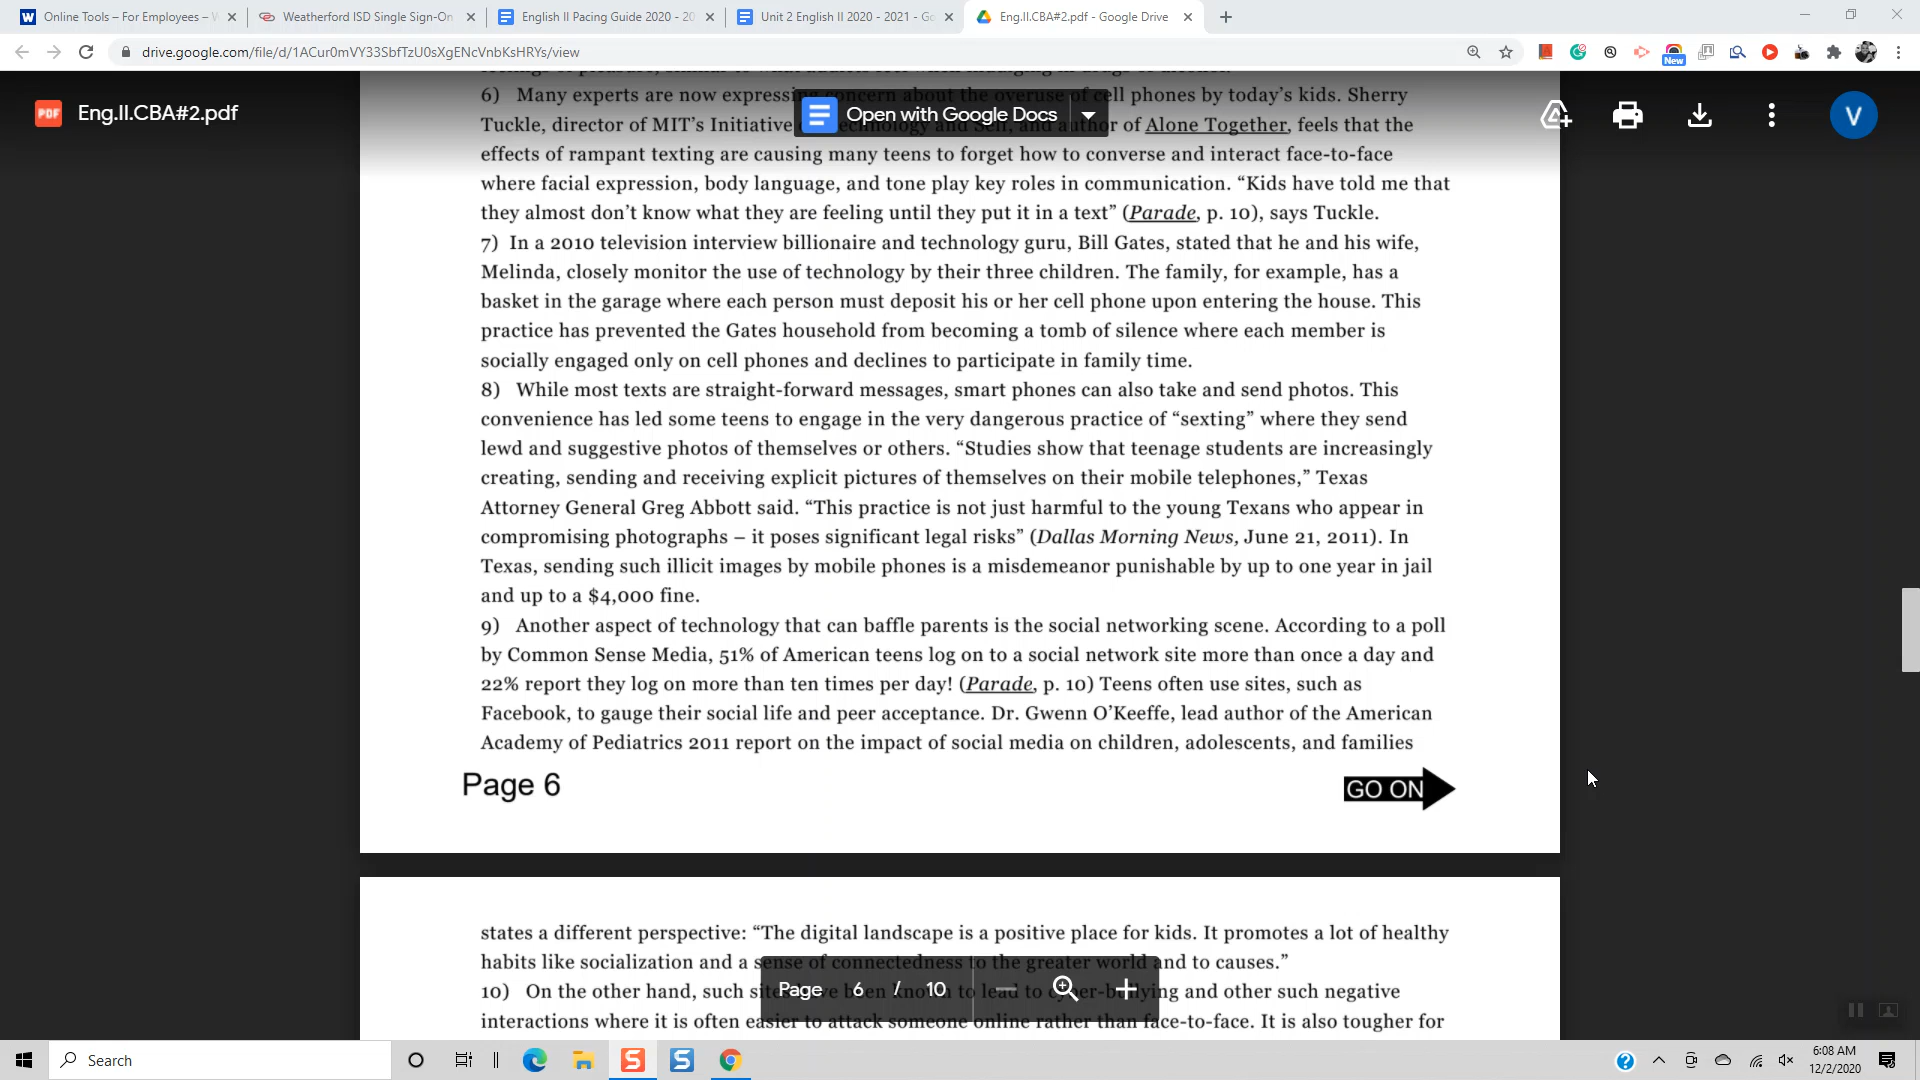 Online Tools – For Employees – W
Weatherford ISD Single Sign-On
English II Pacing Guide 2020 - 20
Unit 2 English II 2020 - 2021 - Go
Eng.II.CBA#2.pdf - Google Drive
drive.google.com/file/d/1ACur0mVY33SbfTzU0sXgENcVnbKsHRYs/view
New
PDF Eng.II.CBA#2.pdf
Open with Google Docs
V
6) Many experts are now expressing concern about the overuse of cell phones by today’s kids. Sherry
Tuckle, director of MIT’s Initiative on Technology and Self, and author of Alone Together, feels that the
effects of rampant texting are causing many teens to forget how to converse and interact face-to-face
where facial expression, body language, and tone play key roles in communication. “Kids have told me that
they almost don’t know what they are feeling until they put it in a text” (Parade, p. 10), says Tuckle.
7) In a 2010 television interview billionaire and technology guru, Bill Gates, stated that he and his wife,
Melinda, closely monitor the use of technology by their three children. The family, for example, has a
basket in the garage where each person must deposit his or her cell phone upon entering the house. This
practice has prevented the Gates household from becoming a tomb of silence where each member is
socially engaged only on cell phones and declines to participate in family time.
8) While most texts are straight-forward messages, smart phones can also take and send photos. This
convenience has led some teens to engage in the very dangerous practice of “sexting” where they send
lewd and suggestive photos of themselves or others. “Studies show that teenage students are increasingly
creating, sending and receiving explicit pictures of themselves on their mobile telephones,” Texas
Attorney General Greg Abbott said. “This practice is not just harmful to the young Texans who appear in
compromising photographs – it poses significant legal risks” (Dallas Morning News, June 21, 2011). In
Texas, sending such illicit images by mobile phones is a misdemeanor punishable by up to one year in jail
and up to a $4,000 fine.
9) Another aspect of technology that can baffle parents is the social networking scene. According to a poll
by Common Sense Media, 51% of American teens log on to a social network site more than once a day and
22% report they log on more than ten times per day! (Parade, p. 10) Teens often use sites, such as
Facebook, to gauge their social life and peer acceptance. Dr. Gwenn O’Keeffe, lead author of the American
Academy of Pediatrics 2011 report on the impact of social media on children, adolescents, and families
Page 6
GO ON
states a different perspective: “The digital landscape is a positive place for kids. It promotes a lot of healthy
habits like socialization and a sense of connectedness to the greater world and to causes.”
10) On the other hand, such sites have been known to lead to cyber-bullying and other such negative
interactions where it is often easier to attack someone online rather than face-to-face. It is also tougher for
Page 6 / 10
Search
6:08 AM
12/2/2020